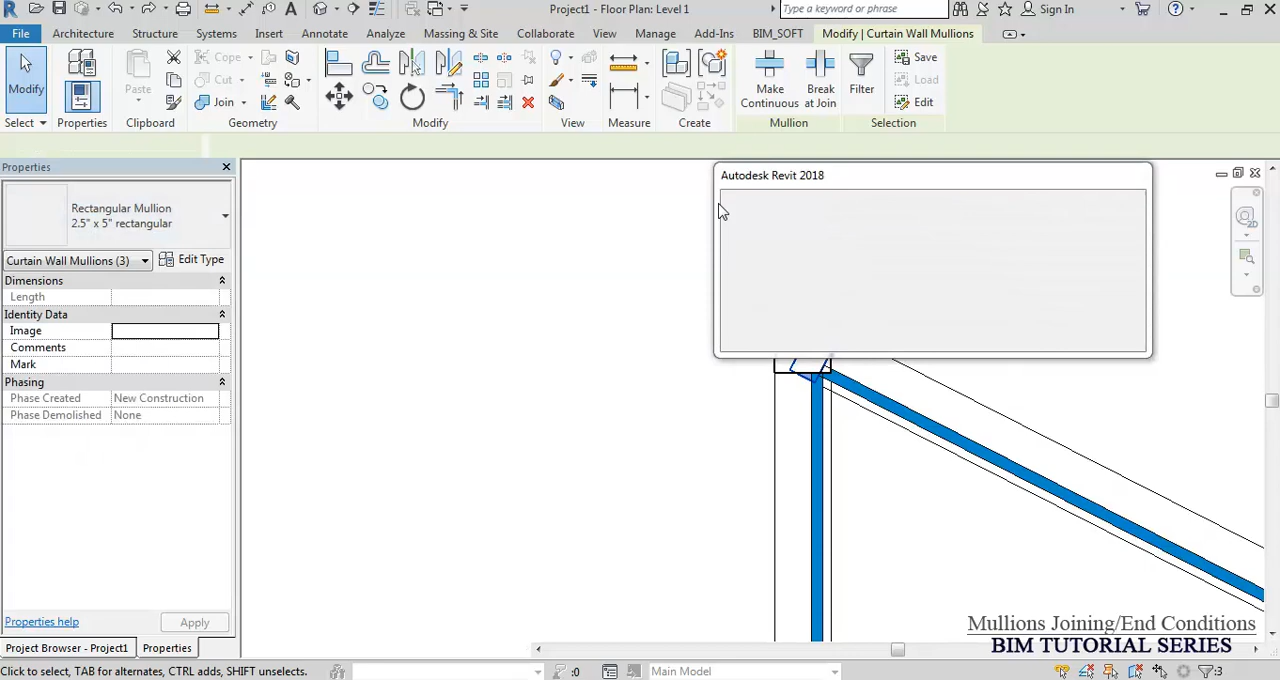 Project1 - Floor Plan: Level 1
Type a keyword or phrase
Sign In
File Architecture Structure Systems Insert Annotate Analyze Massing & Site Collaborate View Manage Add-Ins BIM_SOFT Modify | Curtain Wall Mullions
Modify
Paste
Cope
Cut
Join
Make Continuous
Break at Join
Filter
Save
Load
Edit
Select Properties Clipboard Geometry Modify View Measure Create Mullion Selection
Properties
Autodesk Revit 2018
Rectangular Mullion
2.5" x 5" rectangular
Curtain Wall Mullions (3) Edit Type
Dimensions
Length
Identity Data
Image
Comments
Mark
Phasing
Phase Created New Construction
Phase Demolished None
2D
Properties help Apply
Mullions Joining/End Conditions
BIM TUTORIAL SERIES
Project Browser - Project1 Properties
Click to select, TAB for alternates, CTRL adds, SHIFT unselects. :0 Main Model :3